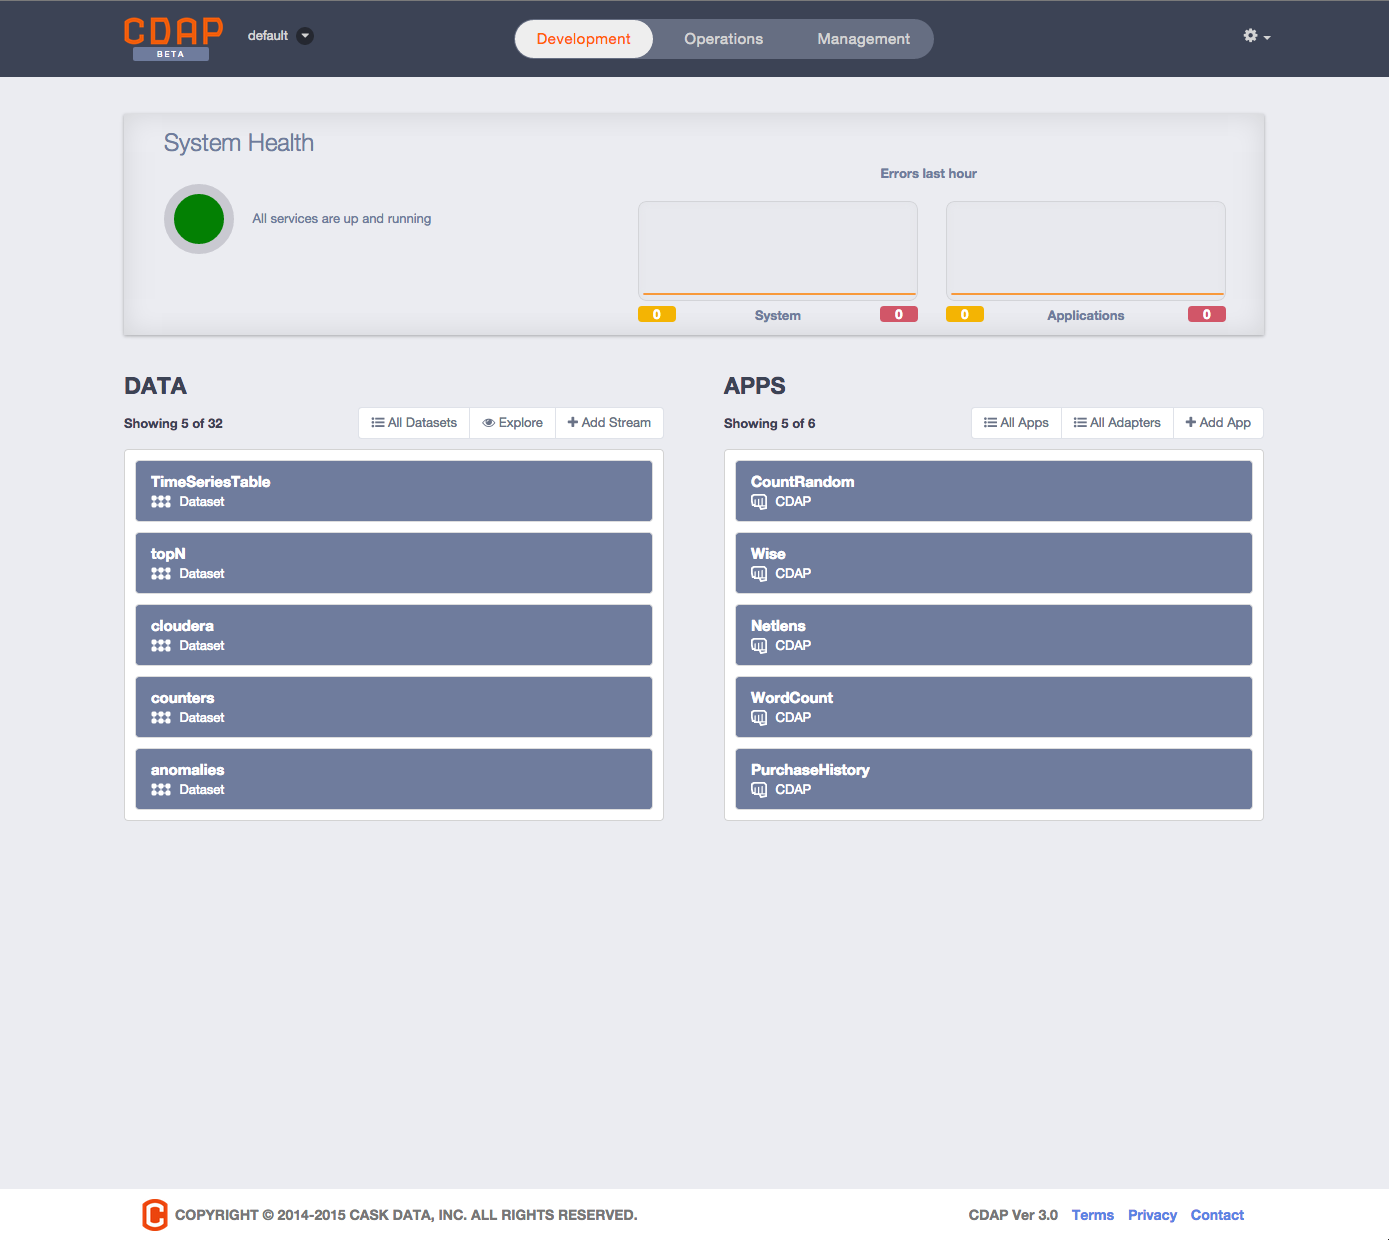 CDAP
BETA
default
Development Operations Management
System Health
All services are up and running
Errors last hour
0 System 0
0 Applications 0
DATA
Showing 5 of 32
All Datasets Explore Add Stream
TimeSeriesTable
Dataset
topN
Dataset
cloudera
Dataset
counters
Dataset
anomalies
Dataset
APPS
Showing 5 of 6
All Apps All Adapters Add App
CountRandom
CDAP
Wise
CDAP
Netlens
CDAP
WordCount
CDAP
PurchaseHistory
CDAP
COPYRIGHT © 2014-2015 CASK DATA, INC. ALL RIGHTS RESERVED.
CDAP Ver 3.0 Terms Privacy Contact